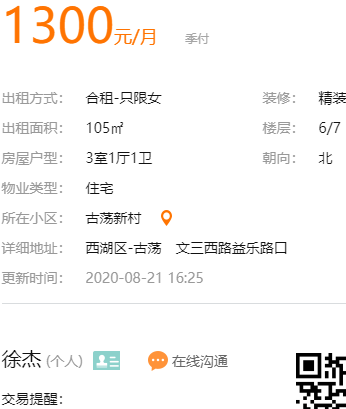 1300元/月 季付
出租方式： 合租-只限女 装修： 精装
出租面积： 105㎡ 楼层： 6/7
房屋户型： 3室1厅1卫 朝向： 北
物业类型： 住宅
所在小区： 古荡新村
详细地址： 西湖区-古荡 文三西路益乐路口
更新时间： 2020-08-21 16:25
徐杰 (个人) 在线沟通
交易提醒：